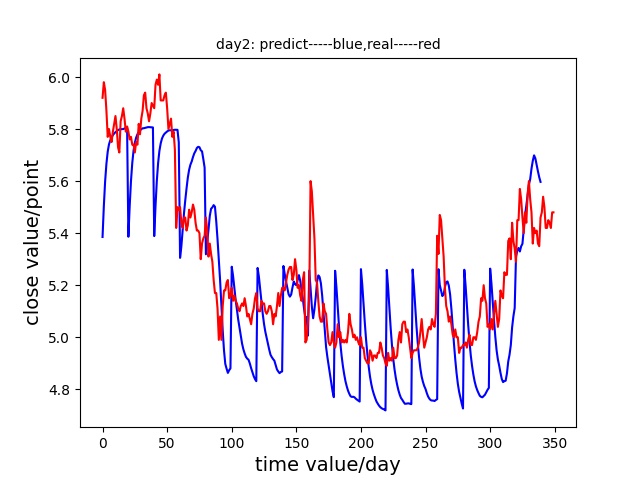 day2: predict-----blue,real-----red
6.0
5.8
5.6
5.4
5.2
5.0
4.8
close value/point
0 50 100 150 200 250 300 350
time value/day